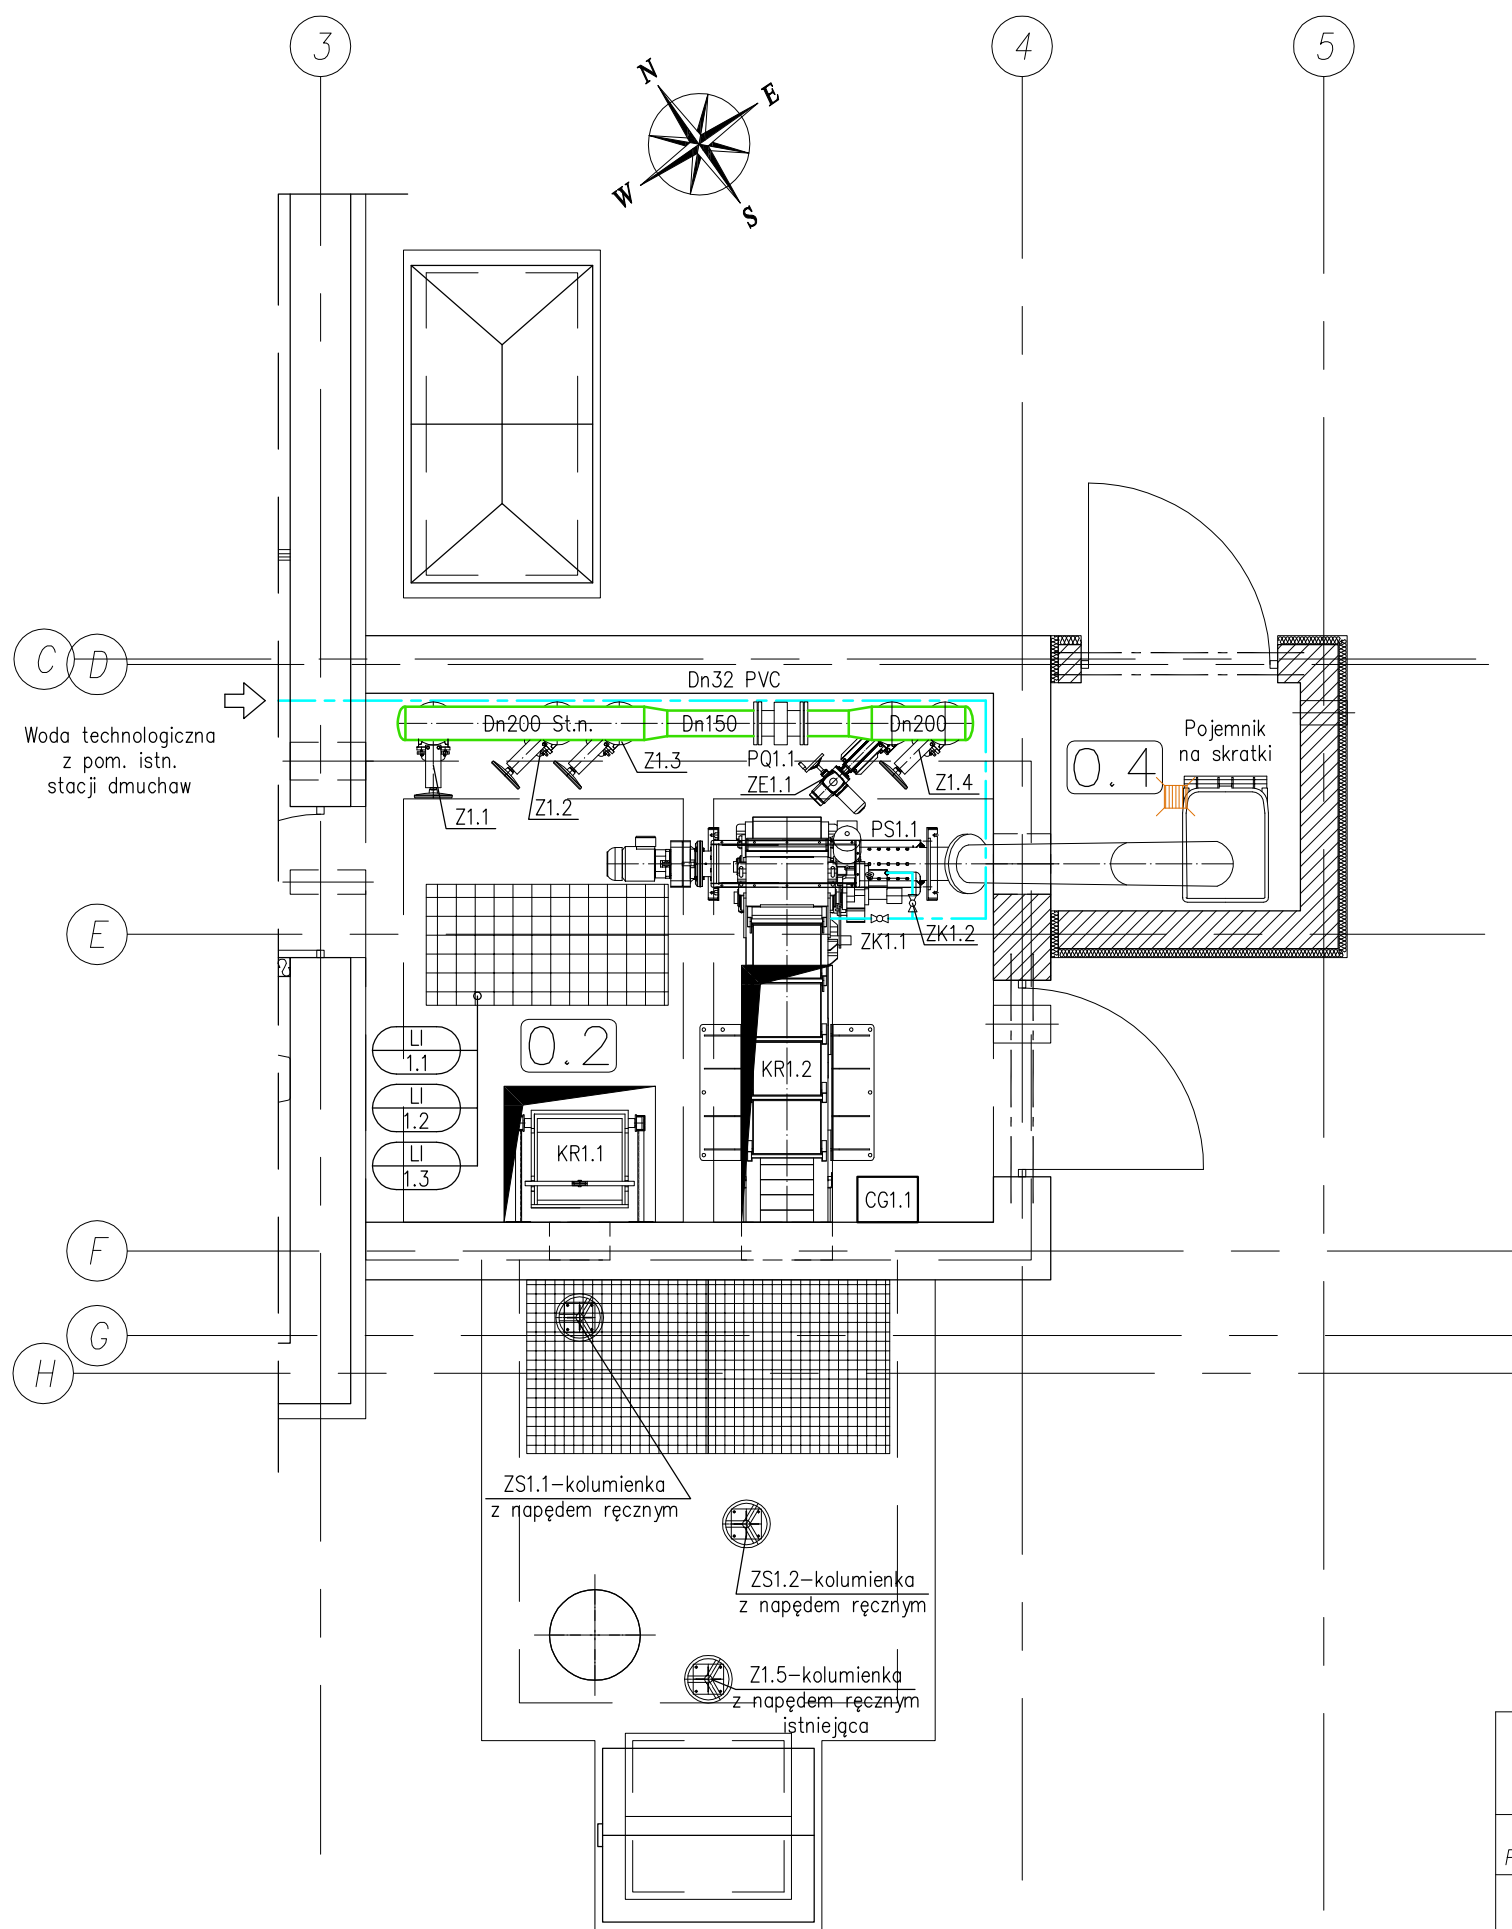 3
4
5
N
E
W
S
C
D
Dn32 PVC
Woda technologiczna
z pom. istn.
stacji dmuchaw
Dn200 St.n.
Dn150
Dn200
Pojemnik
na skratki
0.4
Z1.3
PQ1.1
ZE1.1
Z1.4
Z1.1
Z1.2
PS1.1
E
ZK1.1
ZK1.2
0.2
LI
1.1
LI
1.2
LI
1.3
KR1.2
KR1.1
CG1.1
F
G
H
ZS1.1-kolumienka
z napędem ręcznym
ZS1.2-kolumienka
z napędem ręcznym
Z1.5-kolumienka
z napędem ręcznym
istniejąca